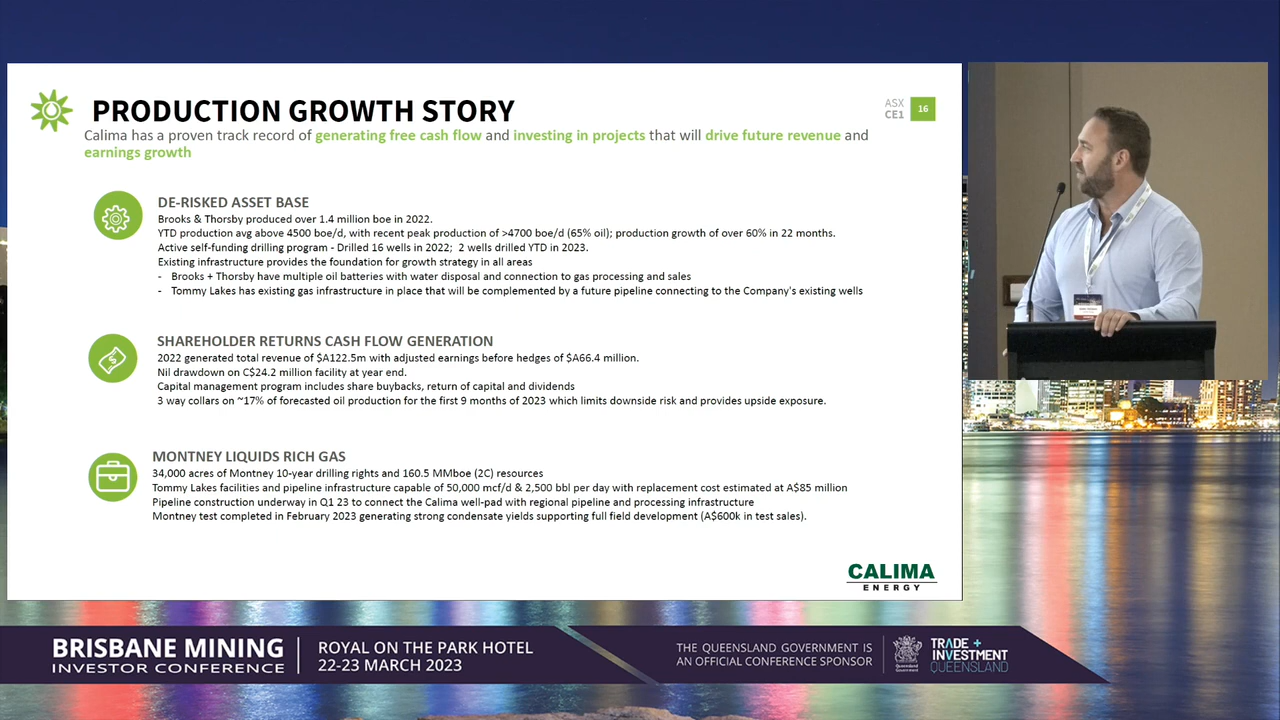 PRODUCTION GROWTH STORY
ASX
CE1
16
Calima has a proven track record of generating free cash flow and investing in projects that will drive future revenue and
earnings growth
DE-RISKED ASSET BASE
Brooks & Thorsby produced over 1.4 million boe in 2022.
YTD production avg above 4500 boe/d, with recent peak production of >4700 boe/d (65% oil); production growth of over 60% in 22 months.
Active self-funding drilling program - Drilled 16 wells in 2022; 2 wells drilled YTD in 2023.
Existing infrastructure provides the foundation for growth strategy in all areas
- Brooks + Thorsby have multiple oil batteries with water disposal and connection to gas processing and sales
- Tommy Lakes has existing gas infrastructure in place that will be complemented by a future pipeline connecting to the Company's existing wells
SHAREHOLDER RETURNS CASH FLOW GENERATION
2022 generated total revenue of $A122.5m with adjusted earnings before hedges of $A66.4 million.
Nil drawdown on C$24.2 million facility at year end.
Capital management program includes share buybacks, return of capital and dividends
3 way collars on ~17% of forecasted oil production for the first 9 months of 2023 which limits downside risk and provides upside exposure.
MONTNEY LIQUIDS RICH GAS
34,000 acres of Montney 10-year drilling rights and 160.5 MMboe (2C) resources
Tommy Lakes facilities and pipeline infrastructure capable of 50,000 mcf/d & 2,500 bbl per day with replacement cost estimated at A$85 million
Pipeline construction underway in Q1 23 to connect the Calima well-pad with regional pipeline and processing infrastructure
Montney test completed in February 2023 generating strong condensate yields supporting full field development (A$600k in test sales).
CALIMA
ENERGY
BRISBANE MINING
INVESTOR CONFERENCE
ROYAL ON THE PARK HOTEL
22-23 MARCH 2023
THE QUEENSLAND GOVERNMENT IS
AN OFFICIAL CONFERENCE SPONSOR
Queensland
Government
TRADE +
INVESTMENT
QUEENSLAND